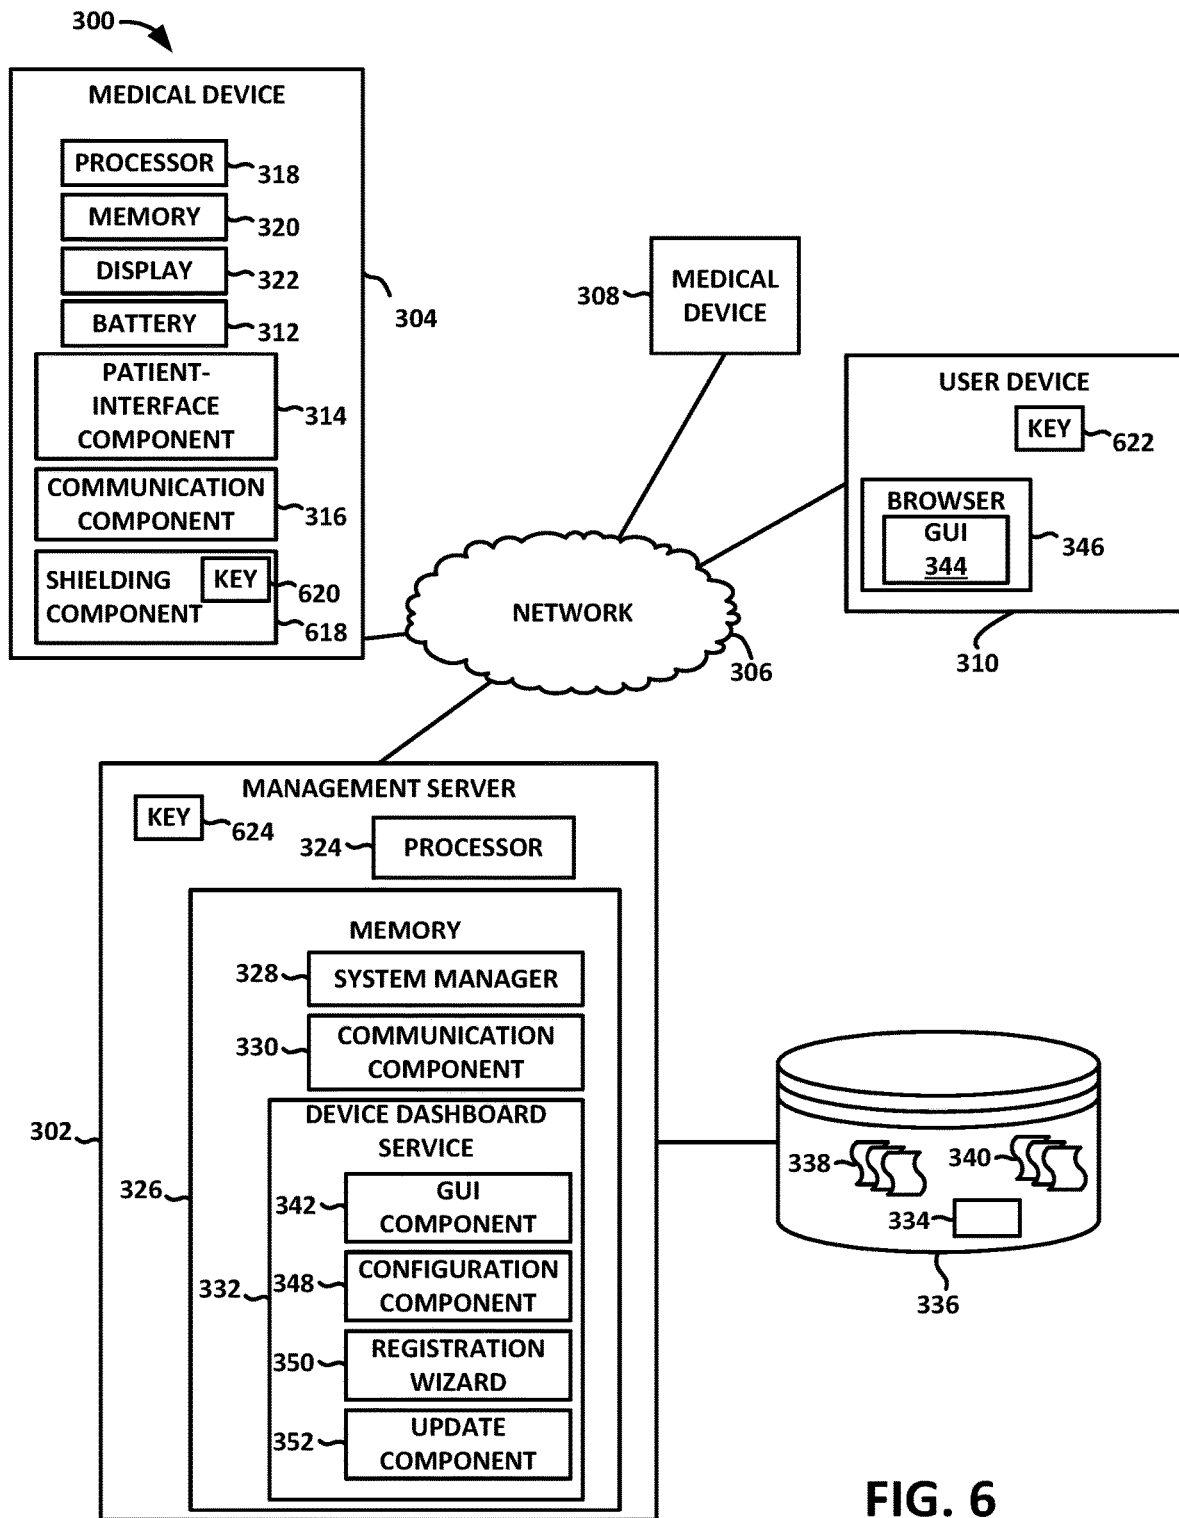 300
MEDICAL DEVICE
PROCESSOR
318
MEMORY
320
DISPLAY
322
BATTERY
312
304
PATIENT-
INTERFACE
COMPONENT
314
COMMUNICATION
COMPONENT
316
SHIELDING
COMPONENT
KEY
620
618
308
MEDICAL
DEVICE
USER DEVICE
KEY
622
BROWSER
GUI
344
346
310
NETWORK
306
MANAGEMENT SERVER
KEY
624
324
PROCESSOR
MEMORY
328
SYSTEM MANAGER
330
COMMUNICATION
COMPONENT
302
DEVICE DASHBOARD
SERVICE
326
342
GUI
COMPONENT
332
348
CONFIGURATION
COMPONENT
350
REGISTRATION
WIZARD
352
UPDATE
COMPONENT
338
340
334
336
FIG. 6